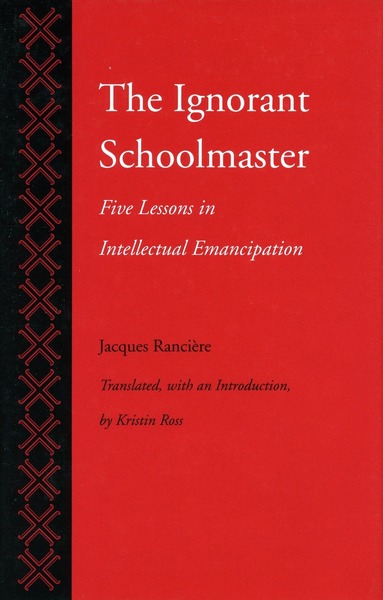 The Ignorant
Schoolmaster
Five Lessons in
Intellectual Emancipation
Jacques Rancière
Translated, with an Introduction,
by Kristin Ross